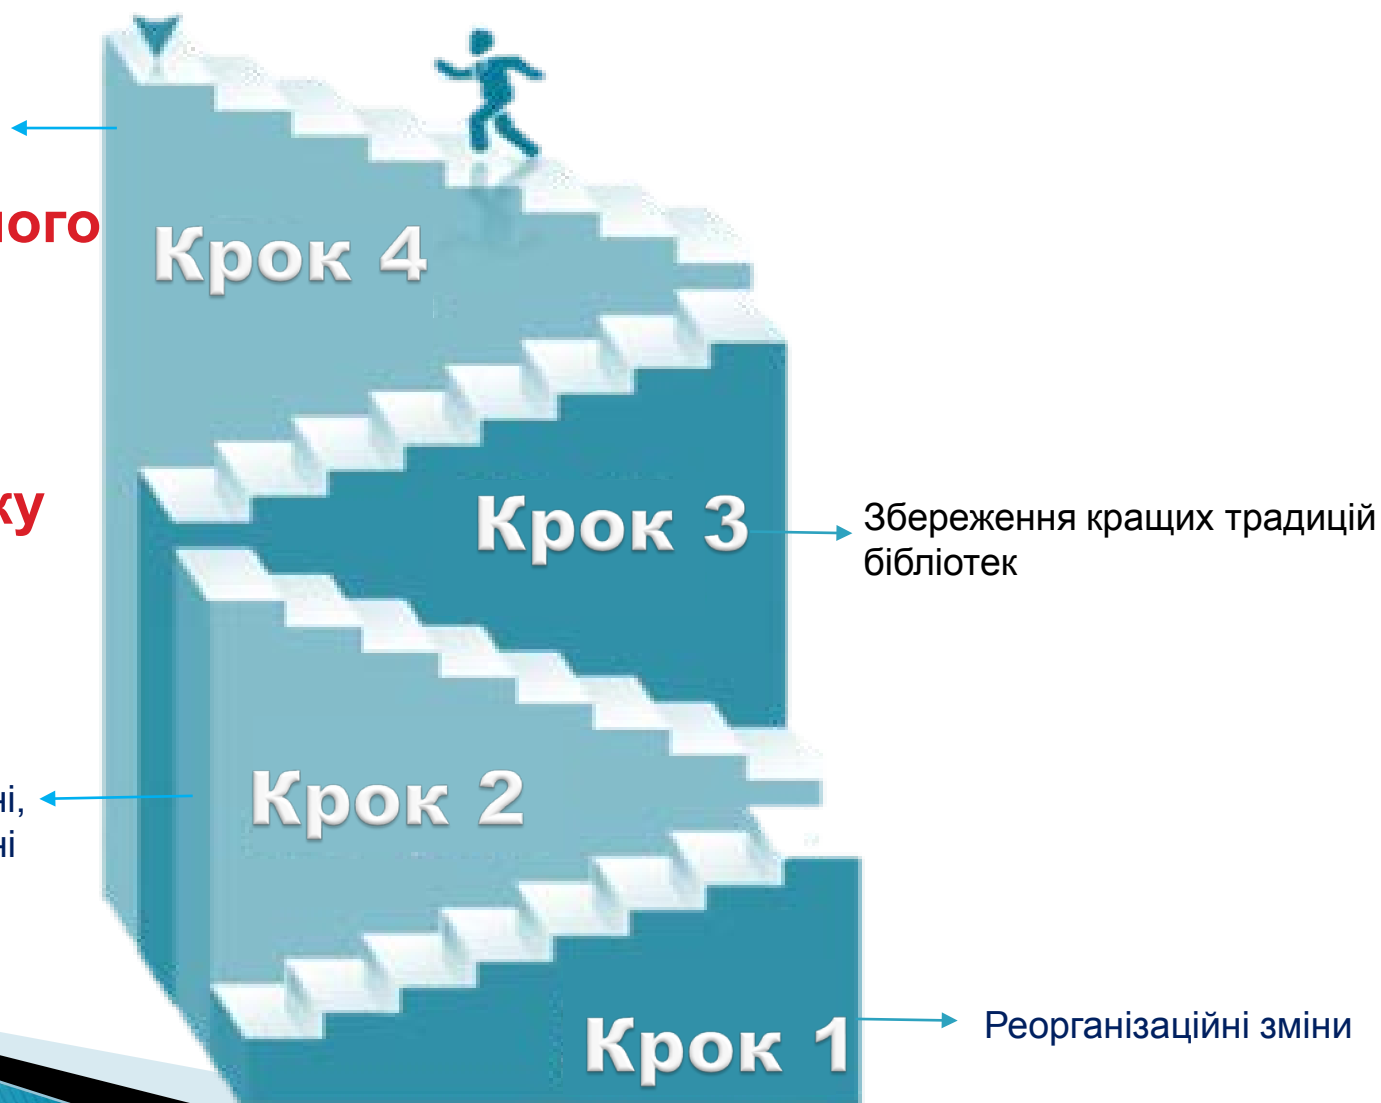 Крок 4
Крок 3
Збереження кращих традицій
бібліотек
Крок 2
Крок 1
Реорганізаційні зміни